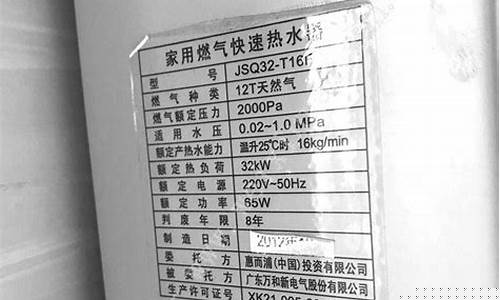 家用燃气快速热水器
型号 JSQ32-T16
燃气种类 12T天然气
燃气额定压力 2000Pa
适用水压 0.02~1.0 MPa
额定产热水能力 温升25℃时 16kg/min
额定热负荷 32kW
额定电源 220V~50Hz
额定功率 65W
判废年限 8年
制造日期 2012
委托方 惠而浦(中国)投资有限公司
被委托方 广东万和新电气股份有限公司
生产许可证 XK21-005